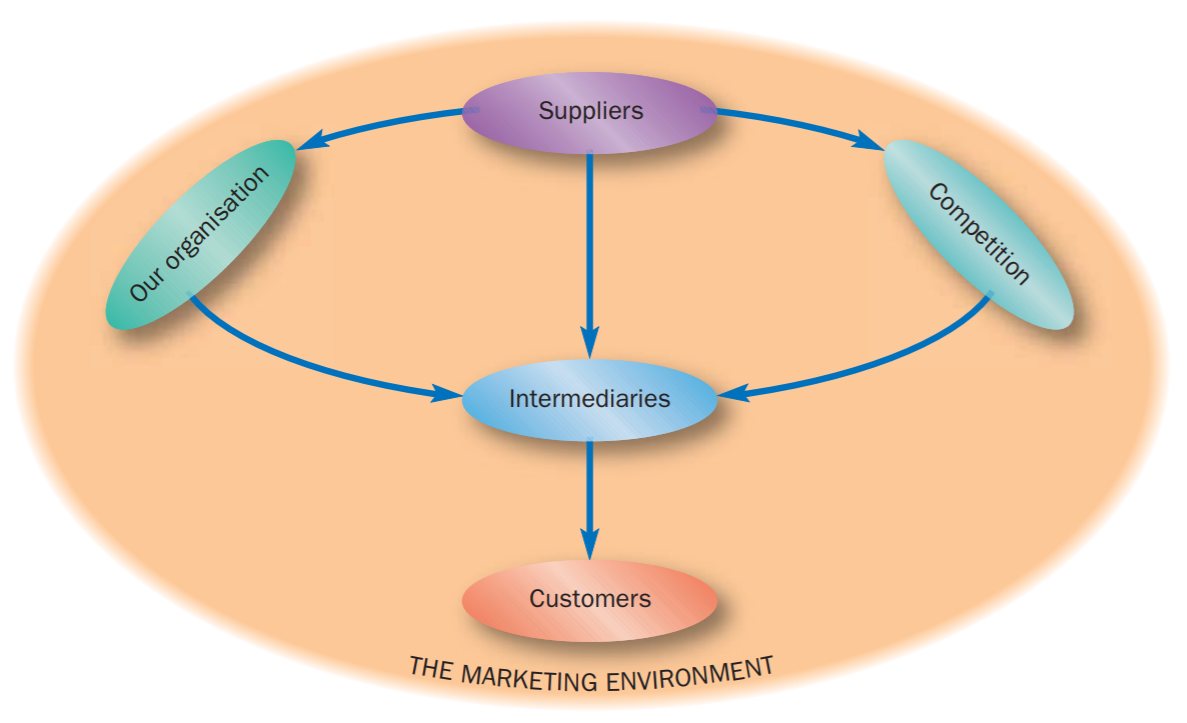 Suppliers
Our organisation
Competition
Intermediaries
Customers
THE MARKETING ENVIRONMENT